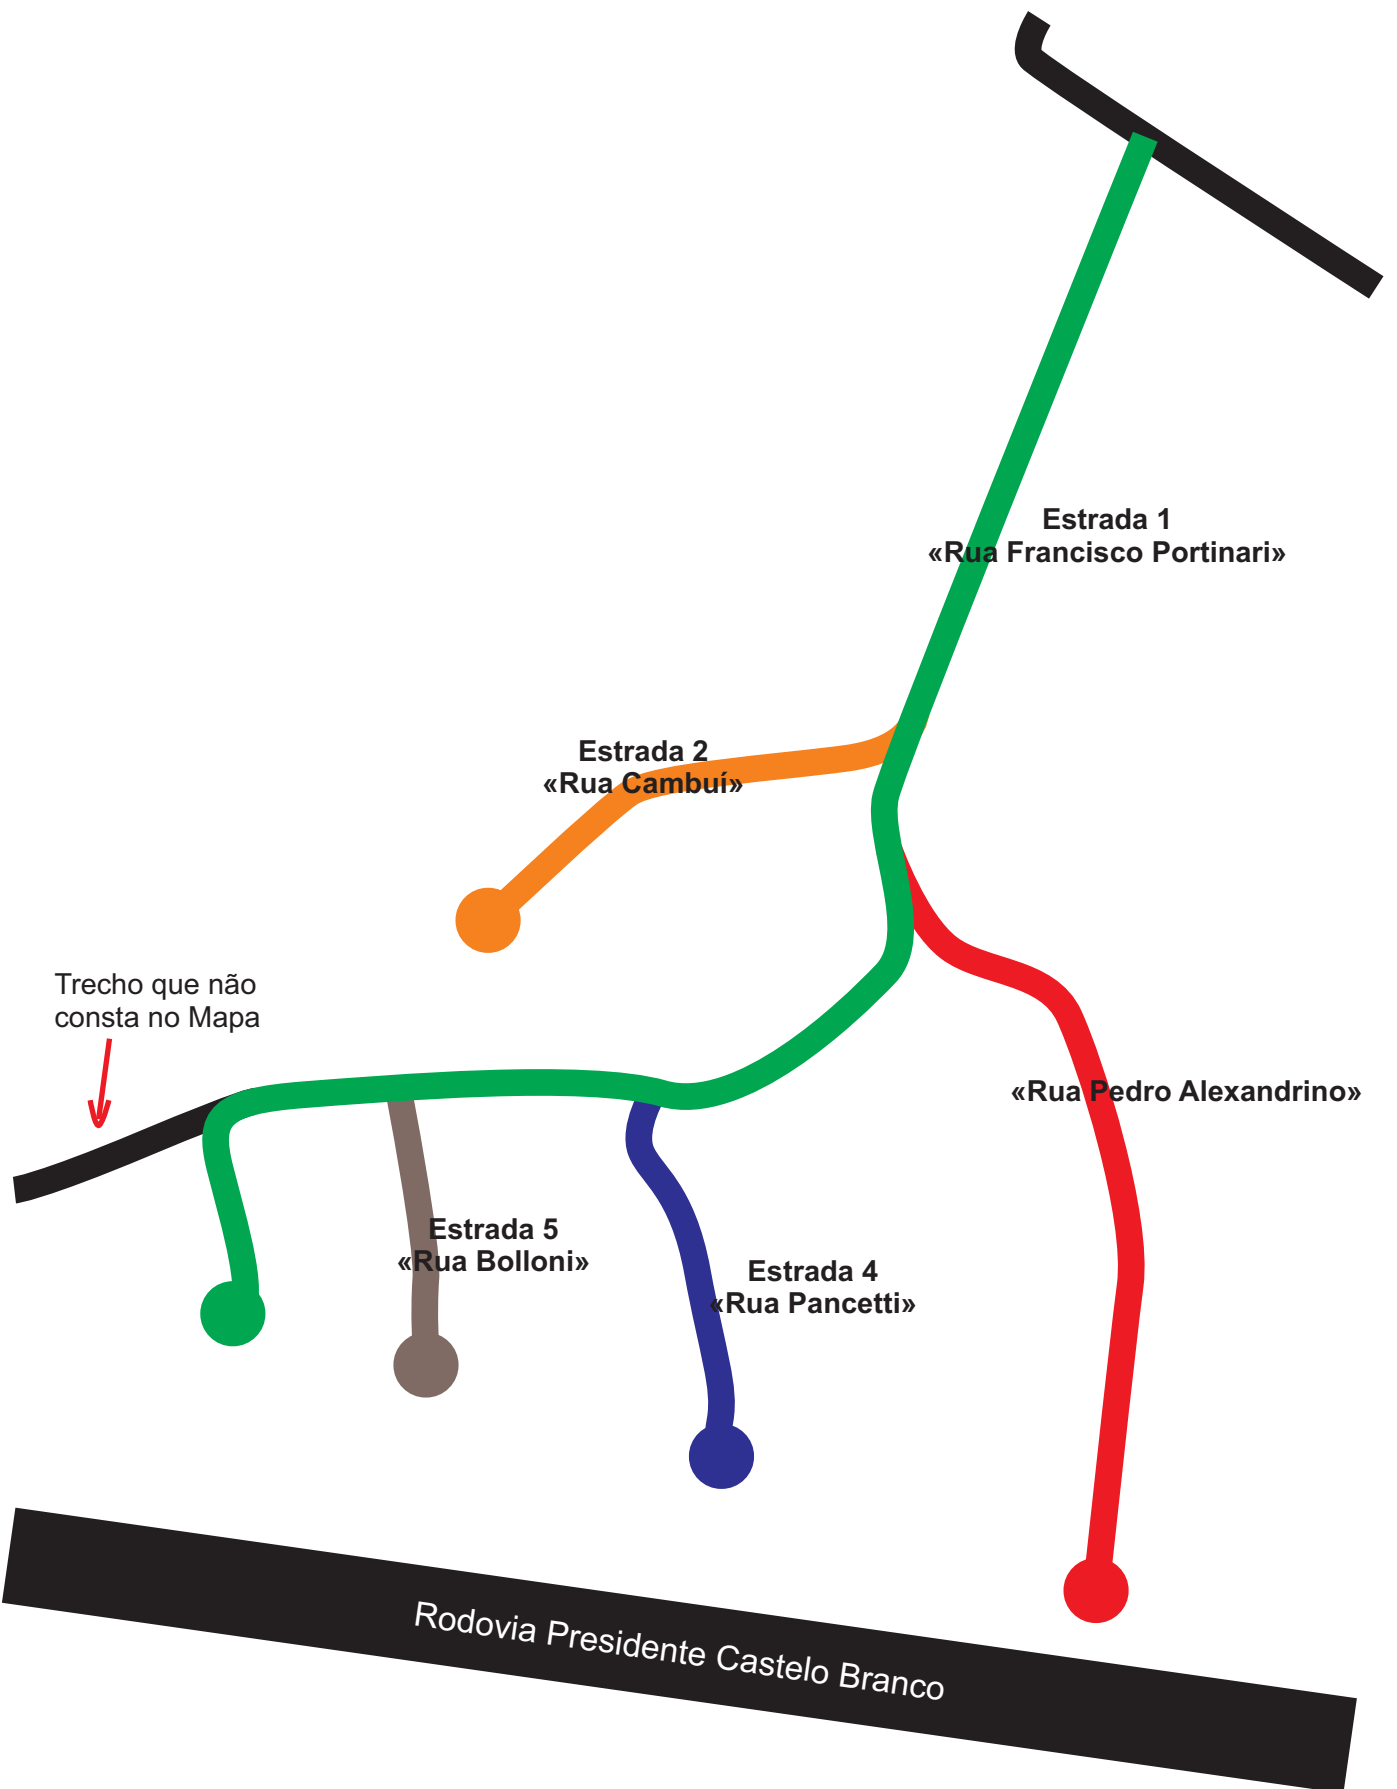 Estrada 1
«Rua Francisco Portinari»
Estrada 2
«Rua Cambuí»
Trecho que não
consta no Mapa
«Rua Pedro Alexandrino»
Estrada 5
«Rua Bolloni»
Estrada 4
«Rua Pancetti»
Rodovia Presidente Castelo Branco